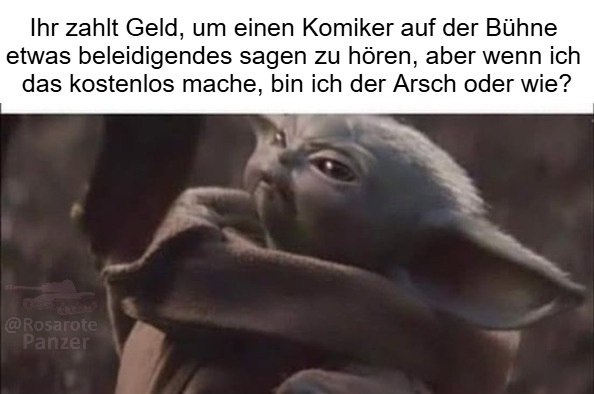 Ihr zahlt Geld, um einen Komiker auf der Bühne
etwas beleidigendes sagen zu hören, aber wenn ich
das kostenlos mache, bin ich der Arsch oder wie?
@Rosarote
Panzer